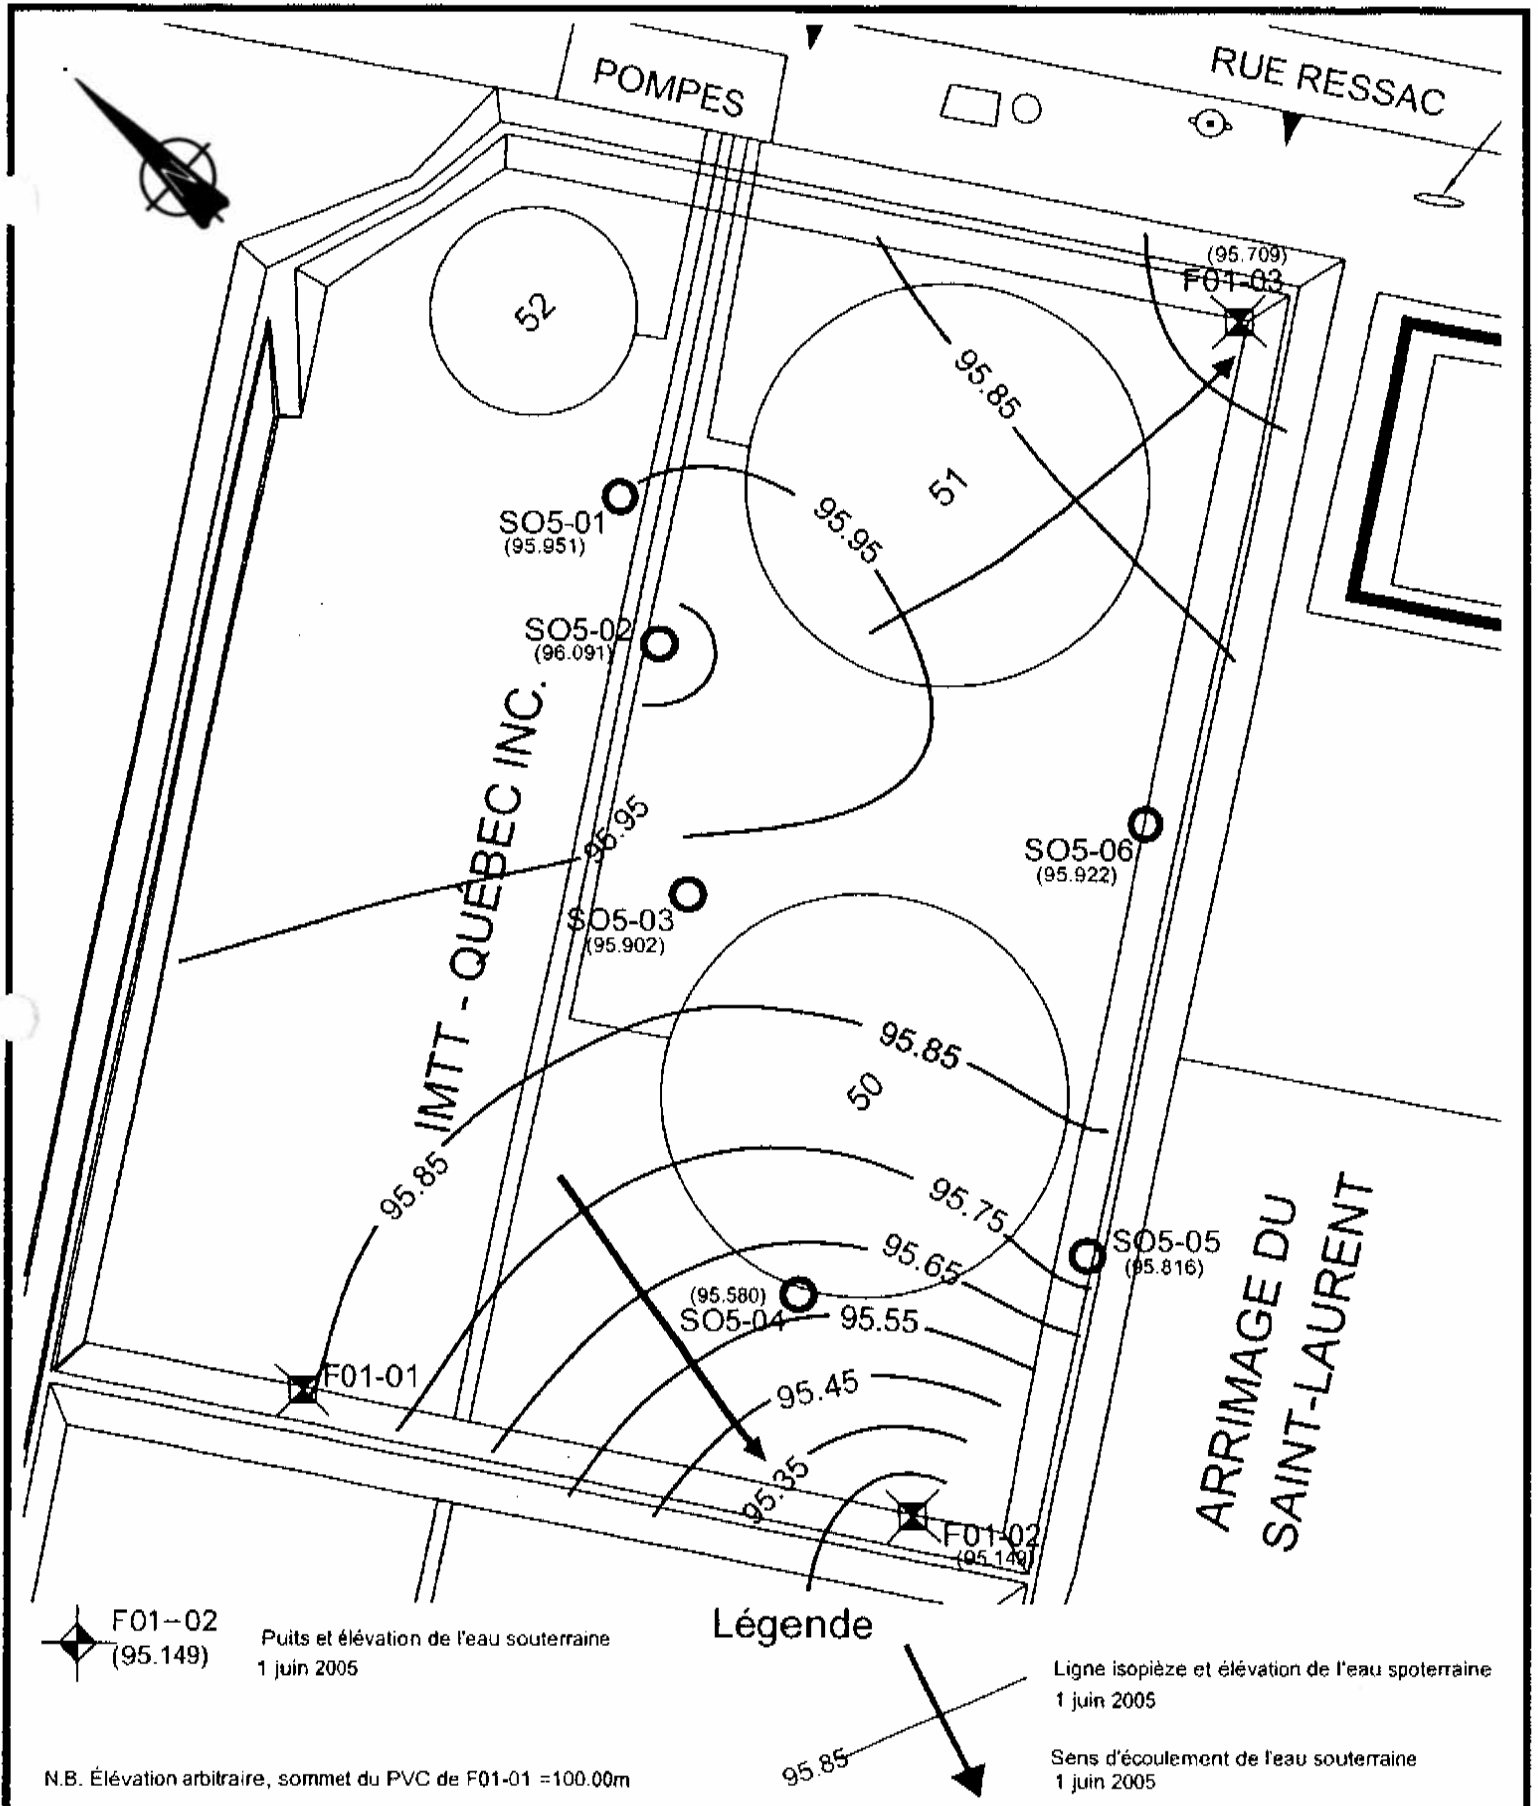 POMPES
RUE RESSAC
N
(95.709)
F01-03
52
95.85
51
SO5-01
(95.951)
95.95
SO5-02
(96.091)
IMTT - QUÉBEC INC.
95.95
SO5-06
(95.922)
SO5-03
(95.902)
95.85
50
95.85
95.75
SO5-05
(95.816)
95.65
(95.580)
SO5-04
95.55
ARRIMAGE DU
SAINT-LAURENT
F01-01
95.45
95.35
F01-02
(95.149)
Légende
F01-02
(95.149)
Puits et élévation de l'eau souterraine
1 juin 2005
Ligne isopièze et élévation de l'eau spoterraine
1 juin 2005
95.85
Sens d'écoulement de l'eau souterraine
1 juin 2005
N.B. Élévation arbitraire, sommet du PVC de F01-01 =100.00m